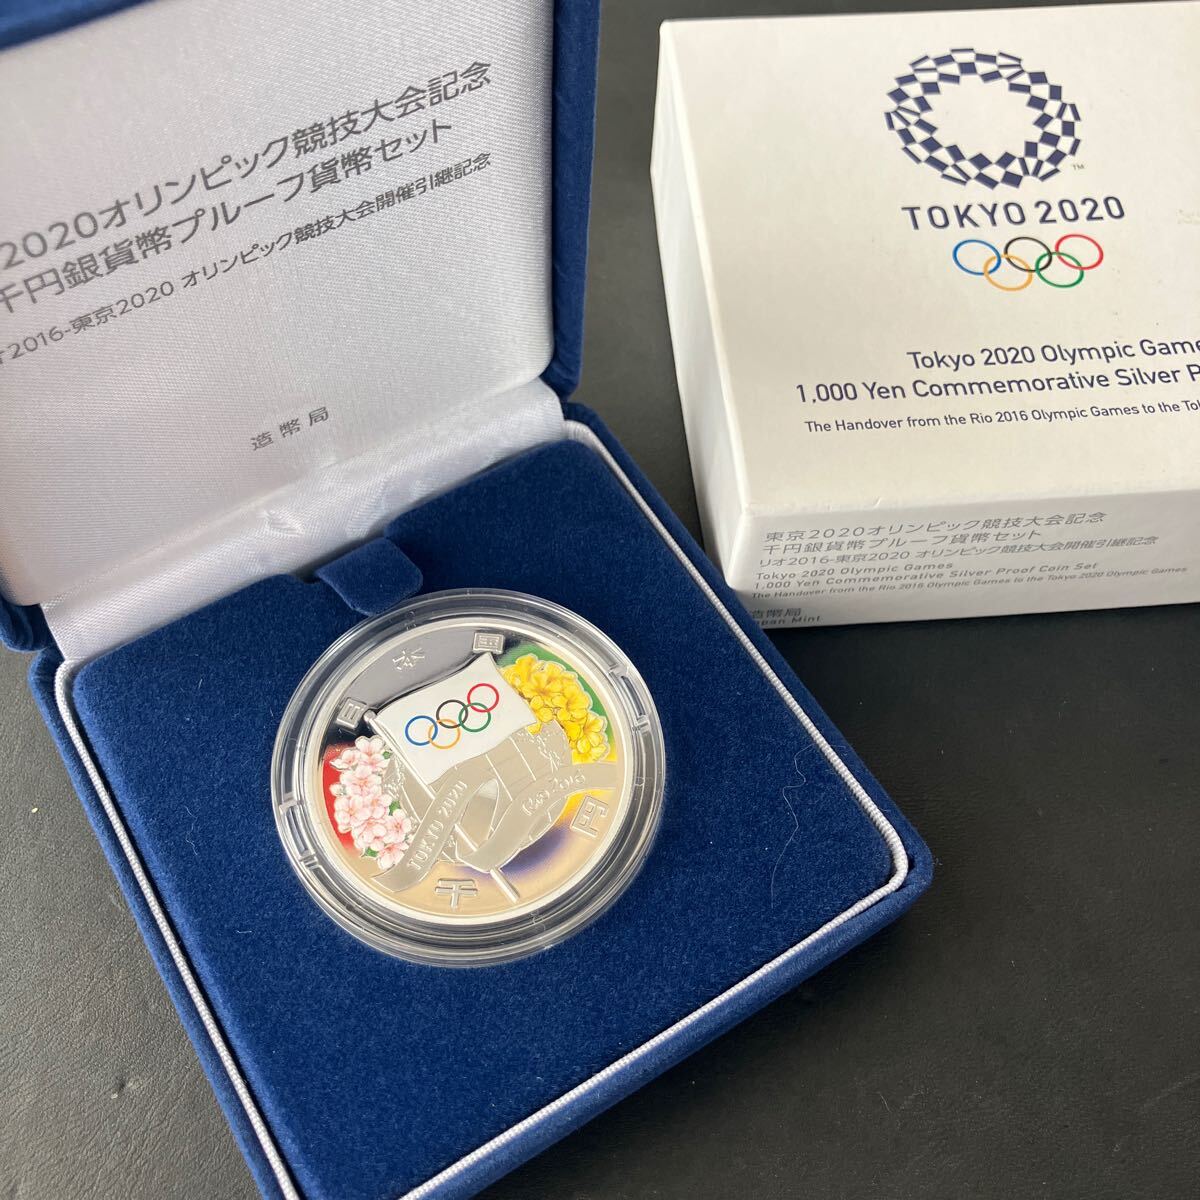 2020オリンピック競技大会記念
千円銀貨幣プルーフ貨幣セット
2016-東京2020 オリンピック競技大会開催引継記念
造幣局
TOKYO 2020
Tokyo 2020 Olympic Game
1,000 Yen Commemorative Silver P
The Handover from the Rio 2016 Olympic Games to the Tok
東京2020オリンピック競技大会記念
千円銀貨幣プルーフ貨幣セット
リオ2016-東京2020 オリンピック競技大会開催引継記念
Tokyo 2020 Olympic Games
1,000 Yen Commemorative Silver Proof Coin Set
The Handover from the Rio 2016 Olympic Games to the Tokyo 2020 Olympic Games
造幣局
Japan Mint
日本国
TOKYO 2020
Rio 2016
千円